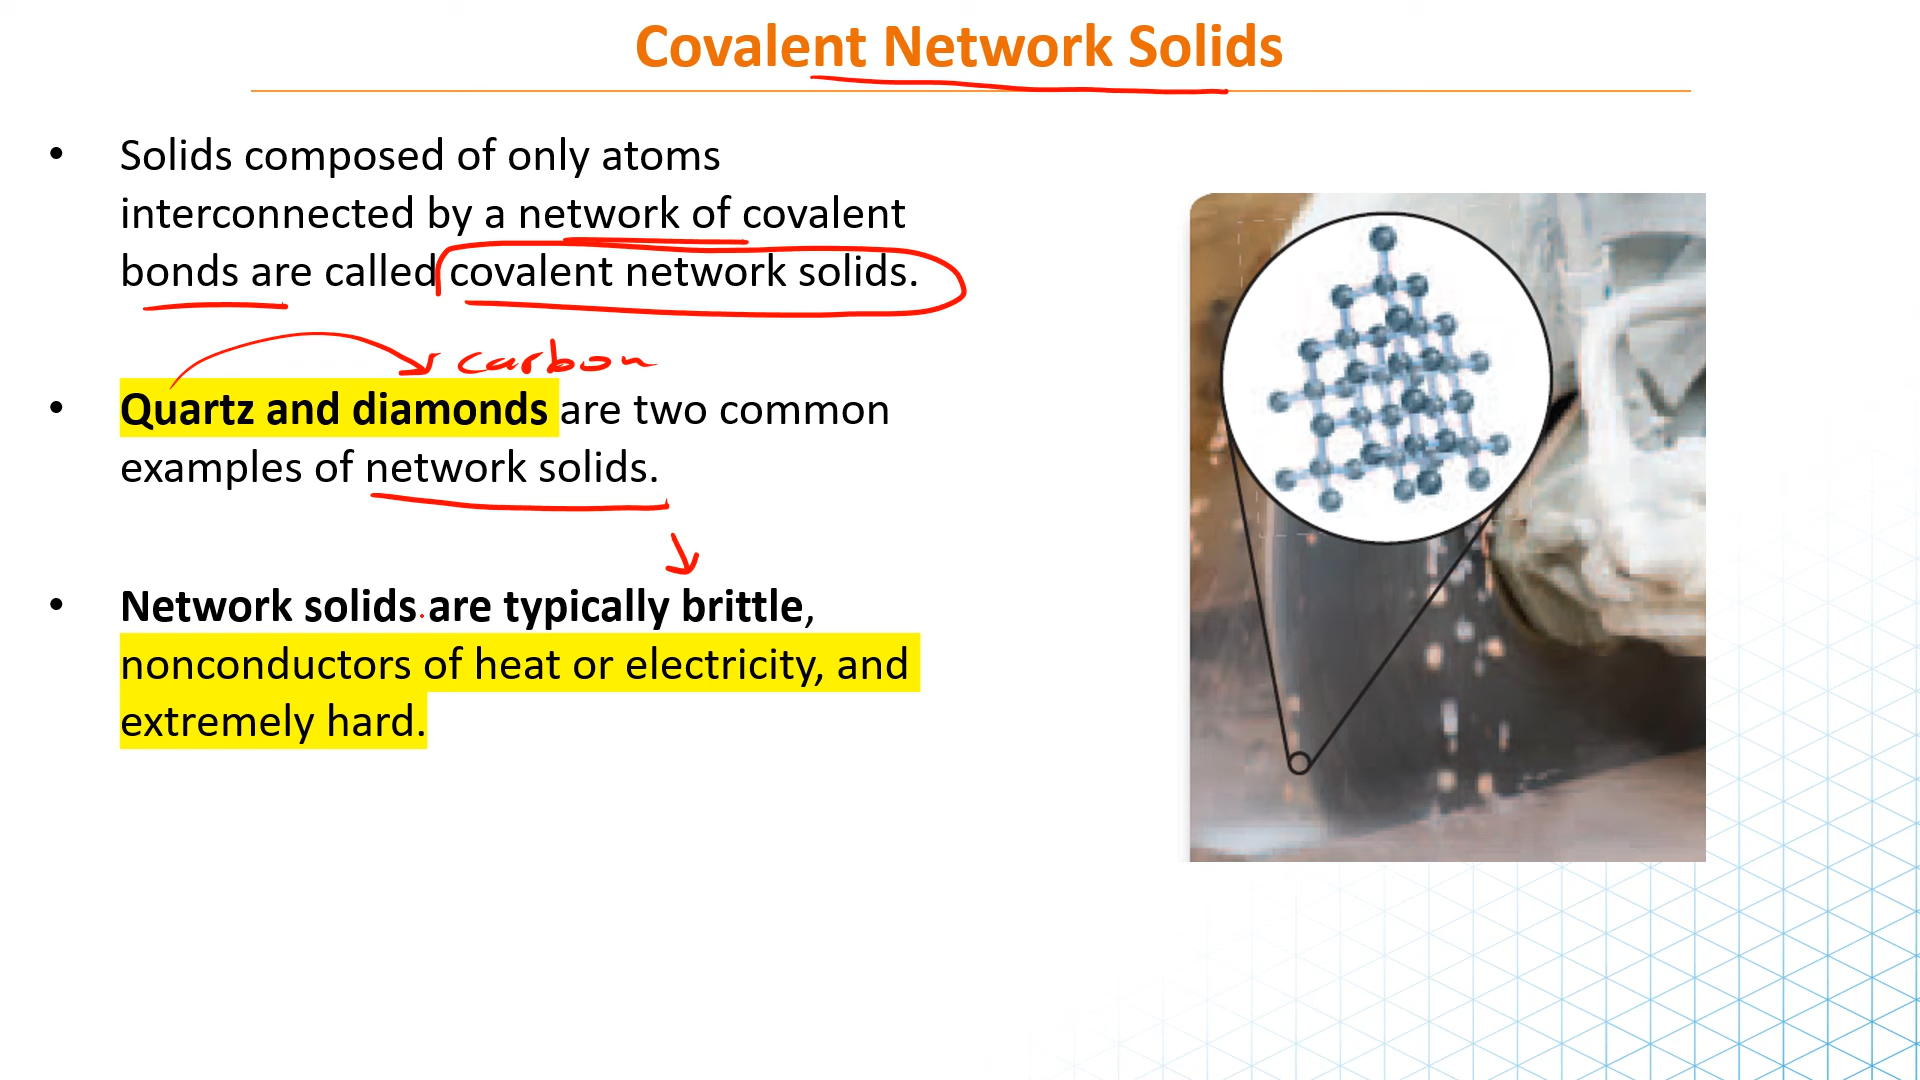 Covalent Network Solids
• Solids composed of only atoms
interconnected by a network of covalent
bonds are called covalent network solids.
carbon
• Quartz and diamonds are two common
examples of network solids.
• Network solids are typically brittle,
nonconductors of heat or electricity, and
extremely hard.